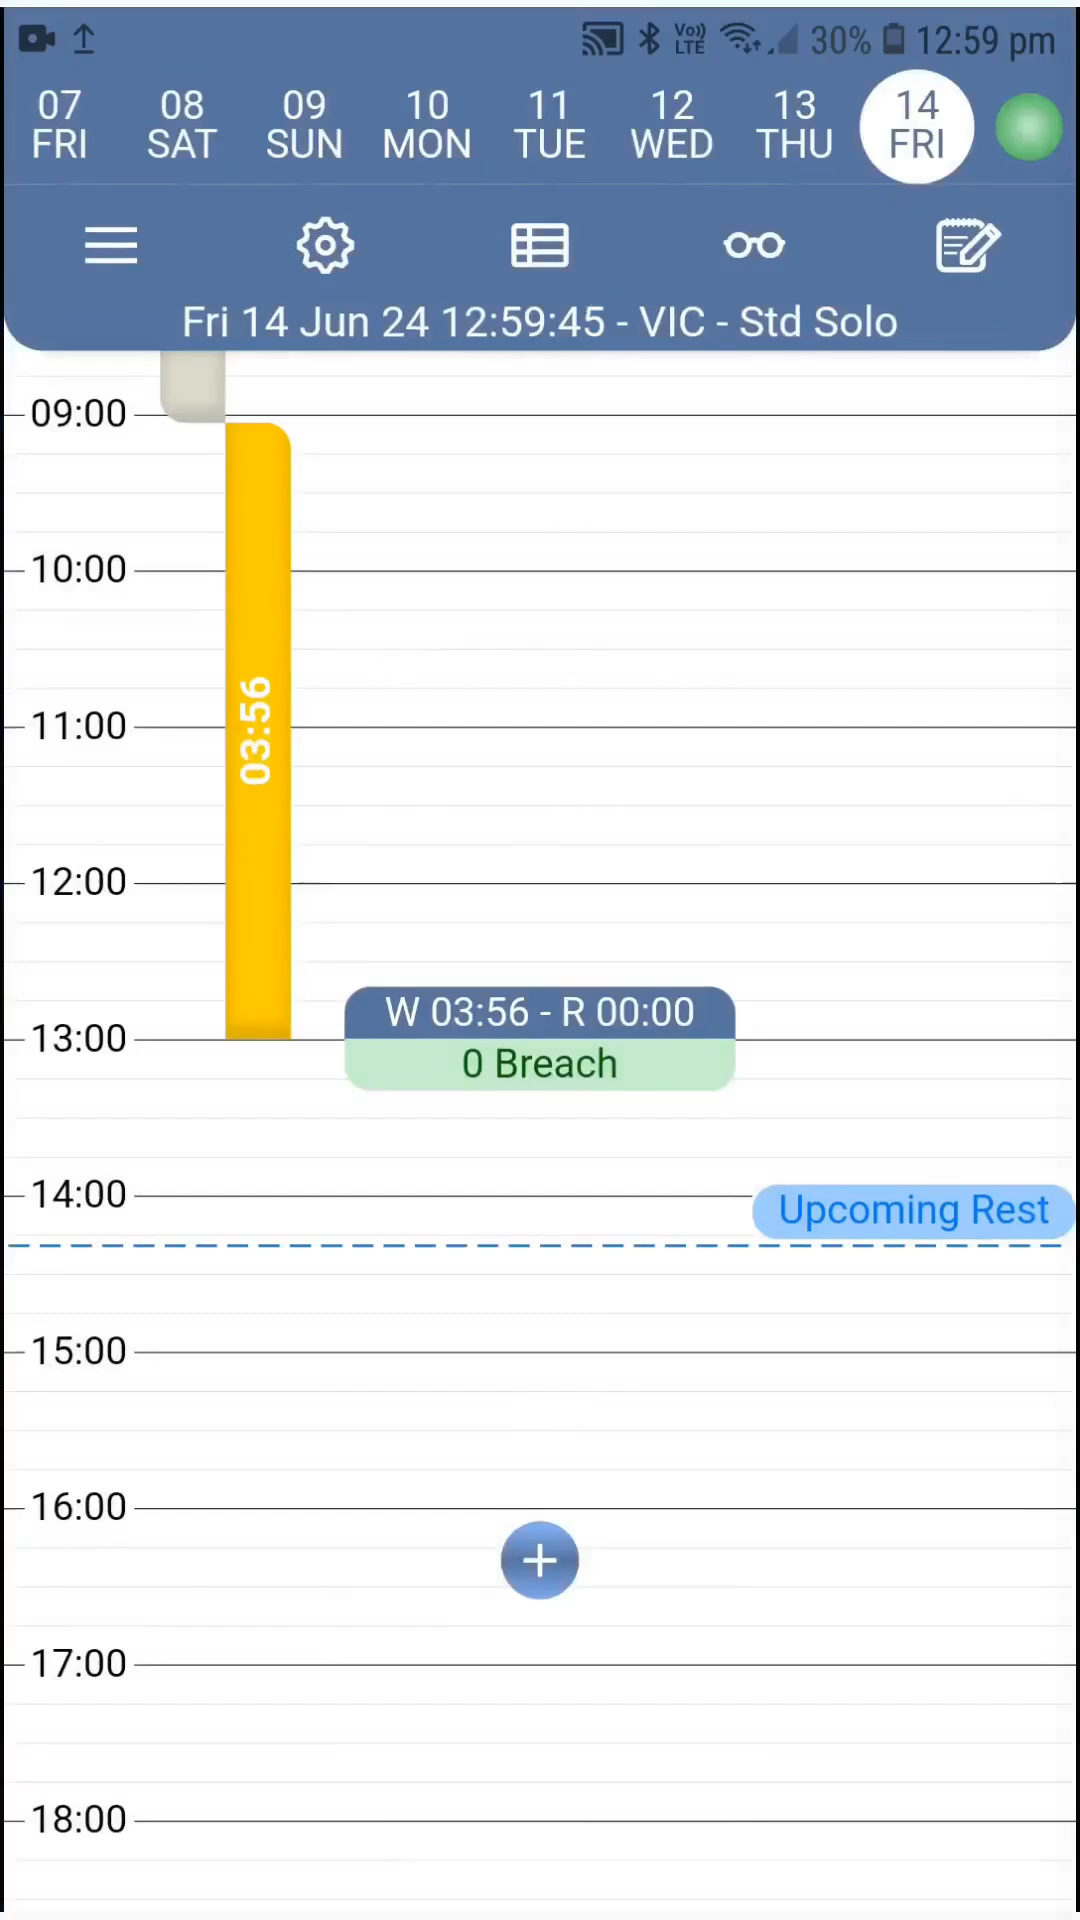 Vo)) LTE 30% 12:59 pm
07 08 09 10 11 12 13 14
FRI SAT SUN MON TUE WED THU FRI
Fri 14 Jun 24 12:59:45 - VIC - Std Solo
09:00
10:00
03:56
11:00
12:00
W 03:56 - R 00:00
13:00
0 Breach
14:00
Upcoming Rest
15:00
16:00
+
17:00
18:00